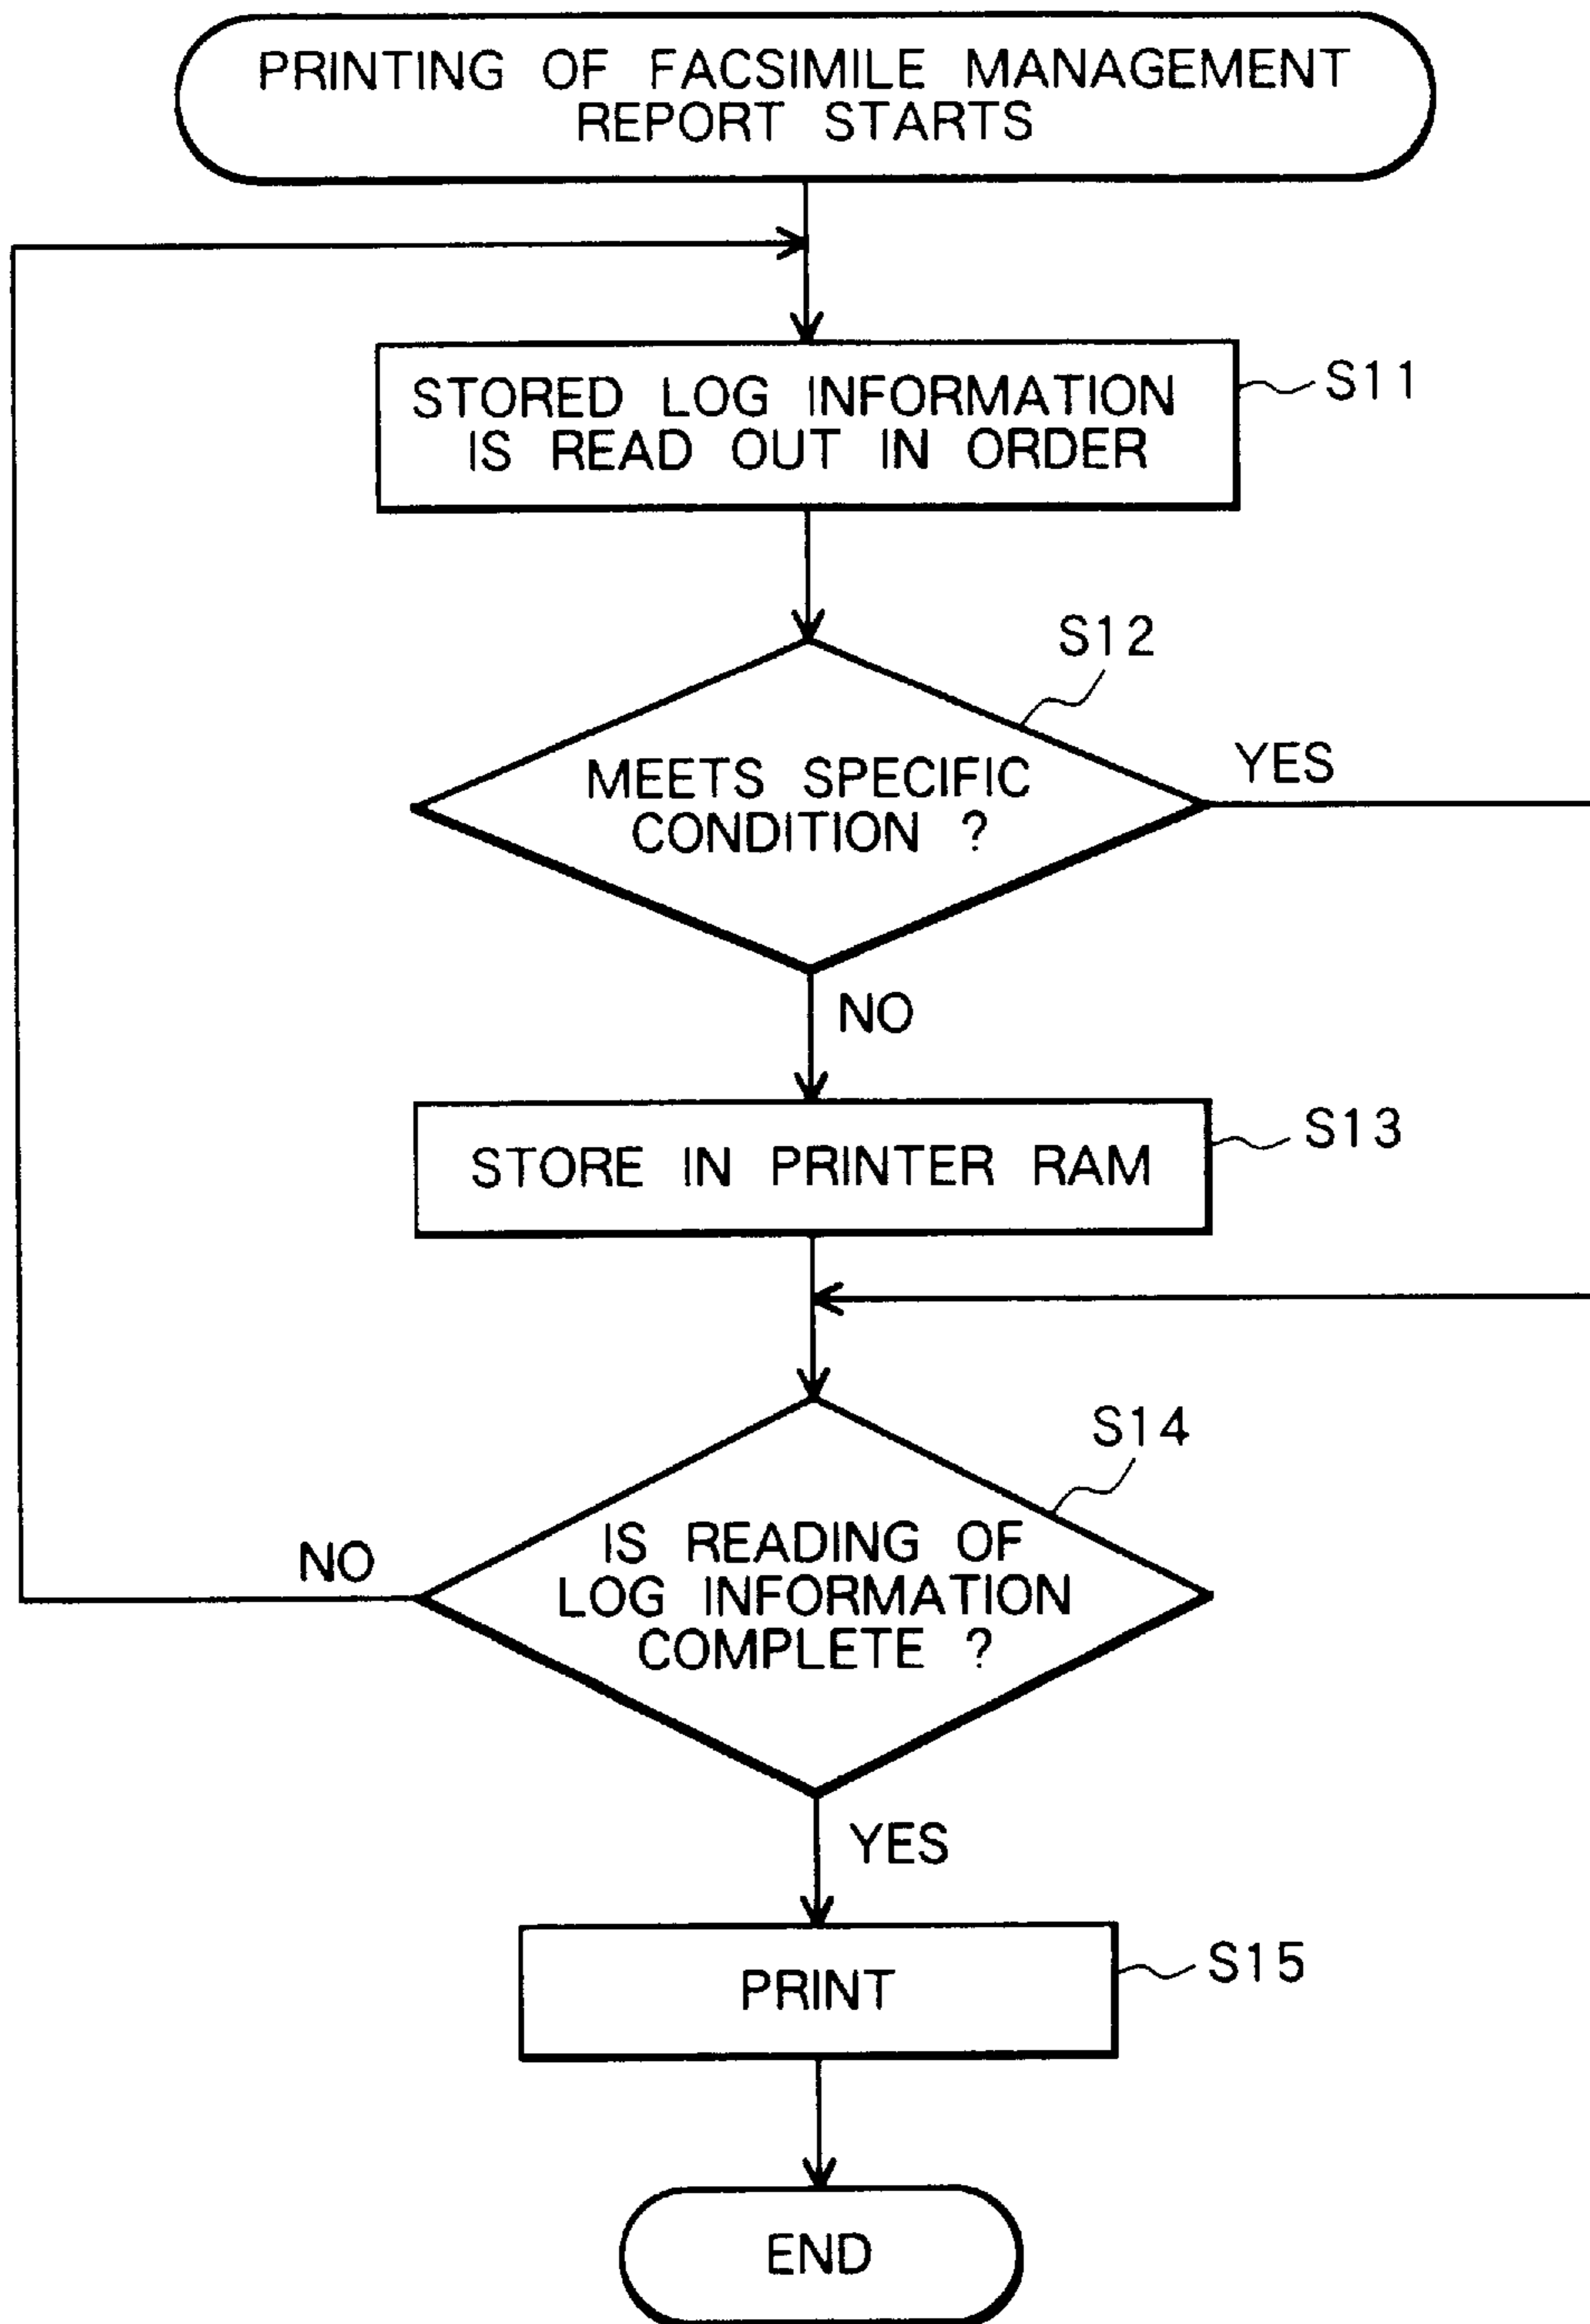 PRINTING OF FACSIMILE MANAGEMENT
REPORT STARTS
STORED LOG INFORMATION
IS READ OUT IN ORDER
S11
S12
MEETS SPECIFIC
CONDITION ?
YES
NO
STORE IN PRINTER RAM
S13
S14
IS READING OF
LOG INFORMATION
COMPLETE ?
NO
YES
PRINT
S15
END